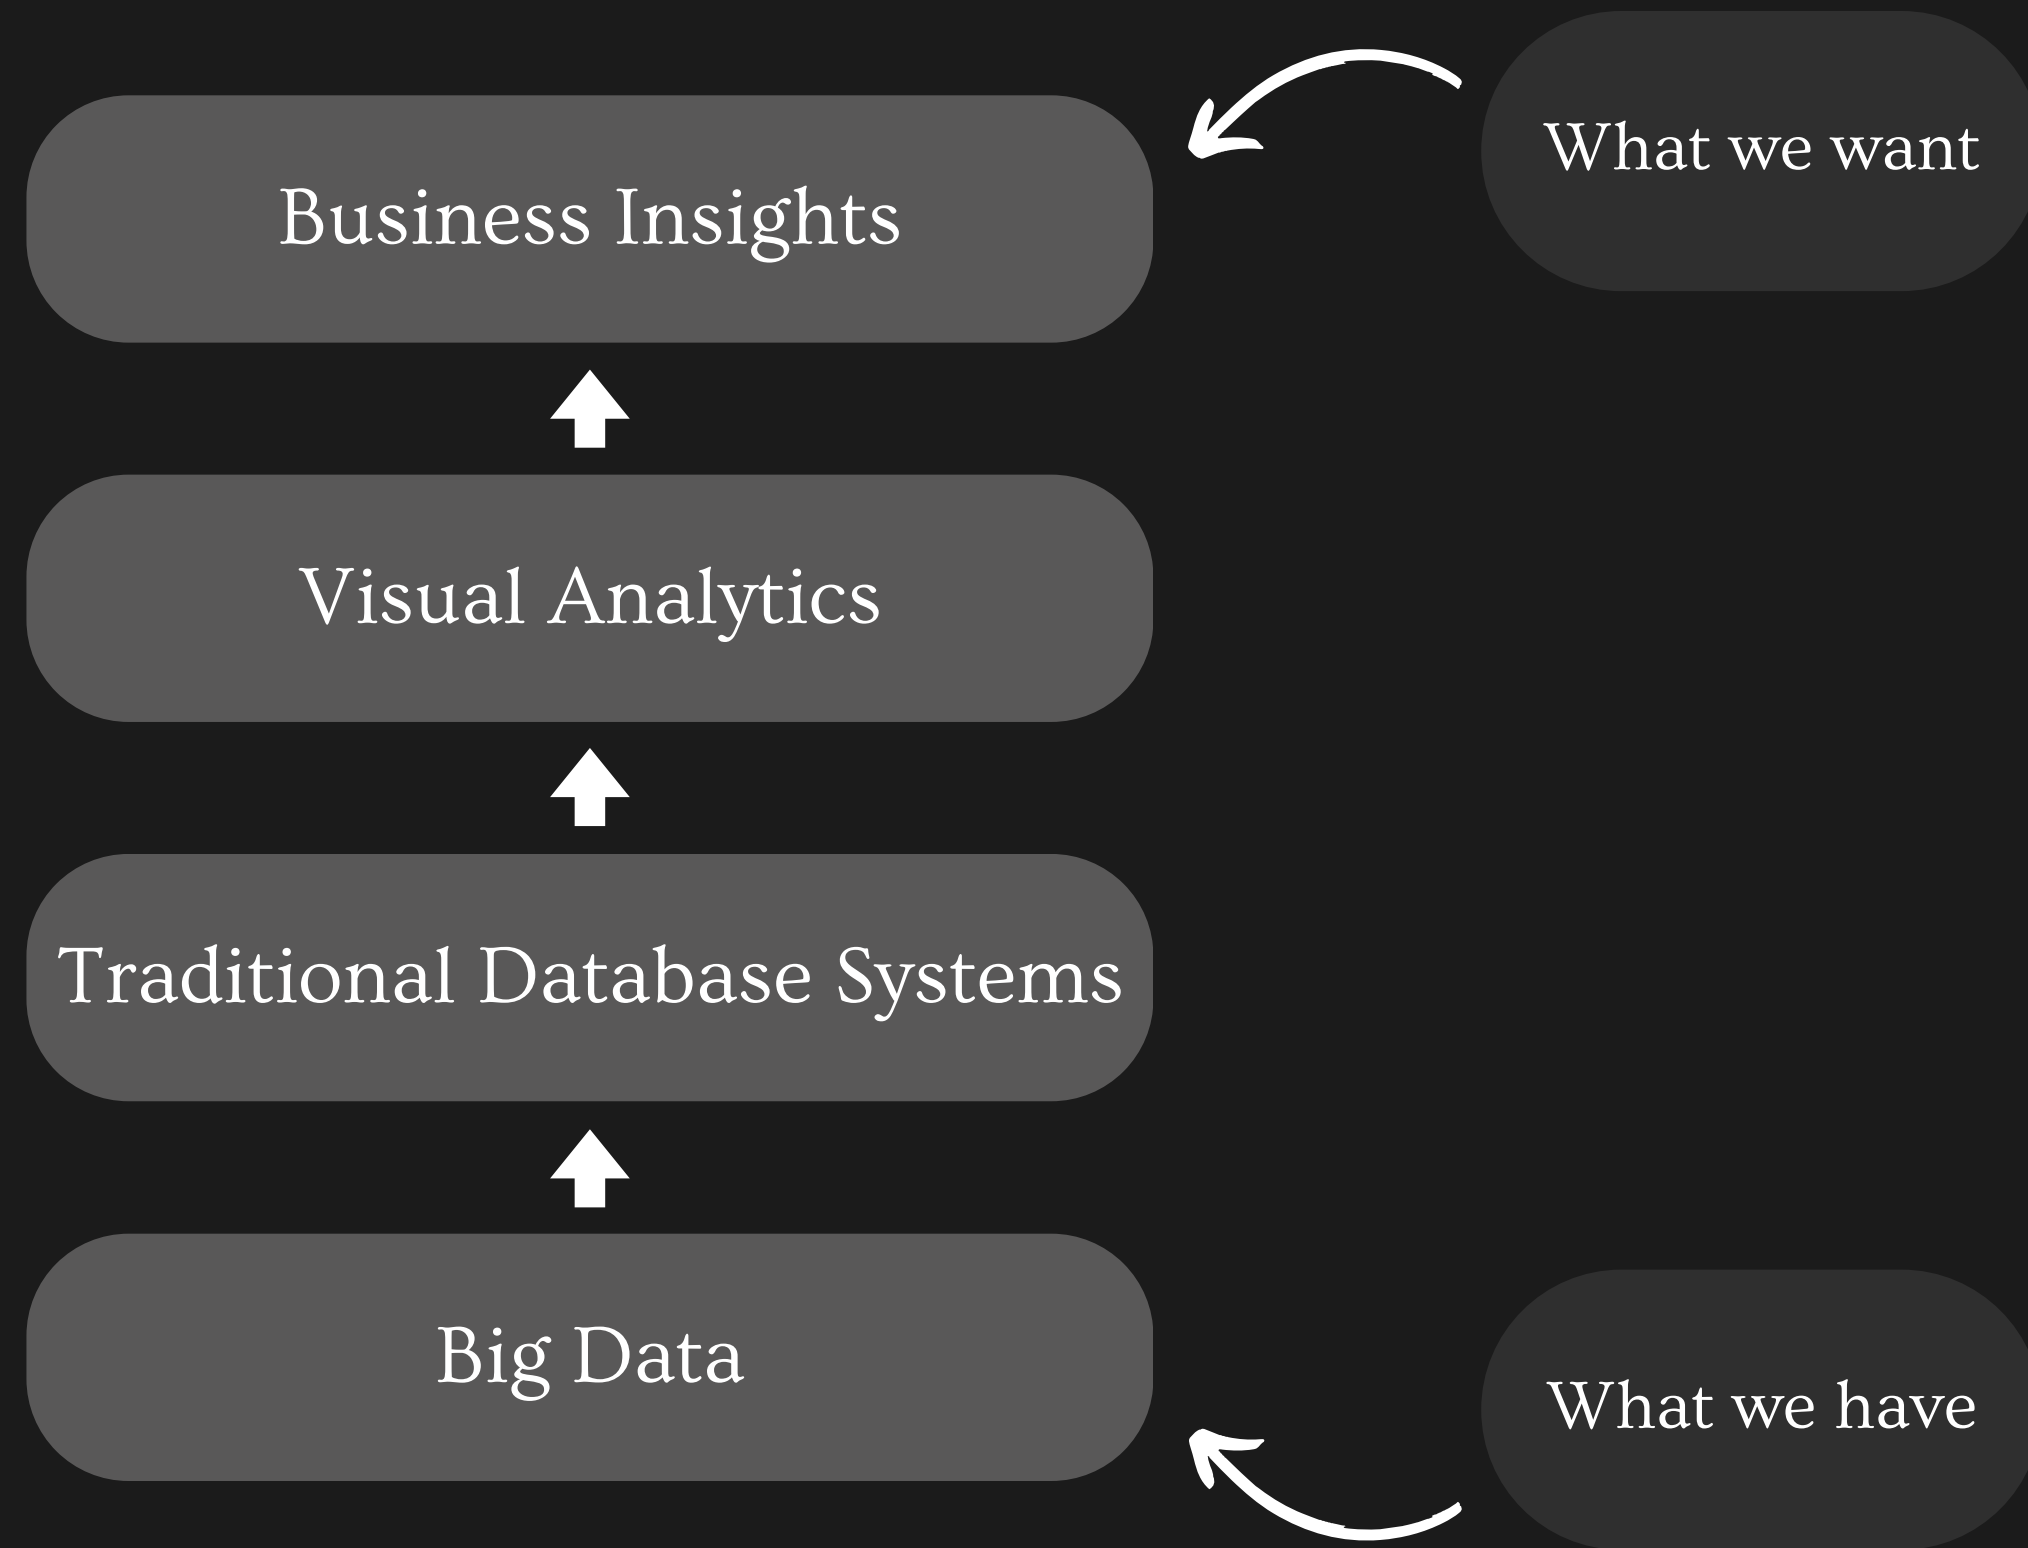 Business Insights
What we want
Visual Analytics
Traditional Database Systems
Big Data
What we have